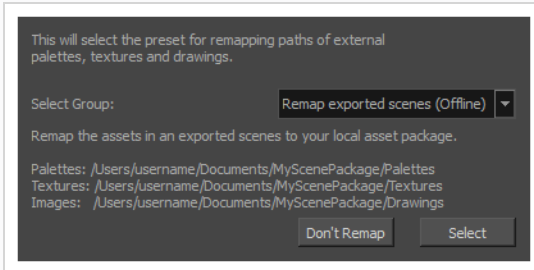 This will select the preset for remapping paths of external
palettes, textures and drawings.
Select Group: Remap exported scenes (Offline)
Remap the assets in an exported scenes to your local asset package.
Palettes: /Users/username/Documents/MyScenePackage/Palettes
Textures: /Users/username/Documents/MyScenePackage/Textures
Images: /Users/username/Documents/MyScenePackage/Drawings
Don't Remap Select